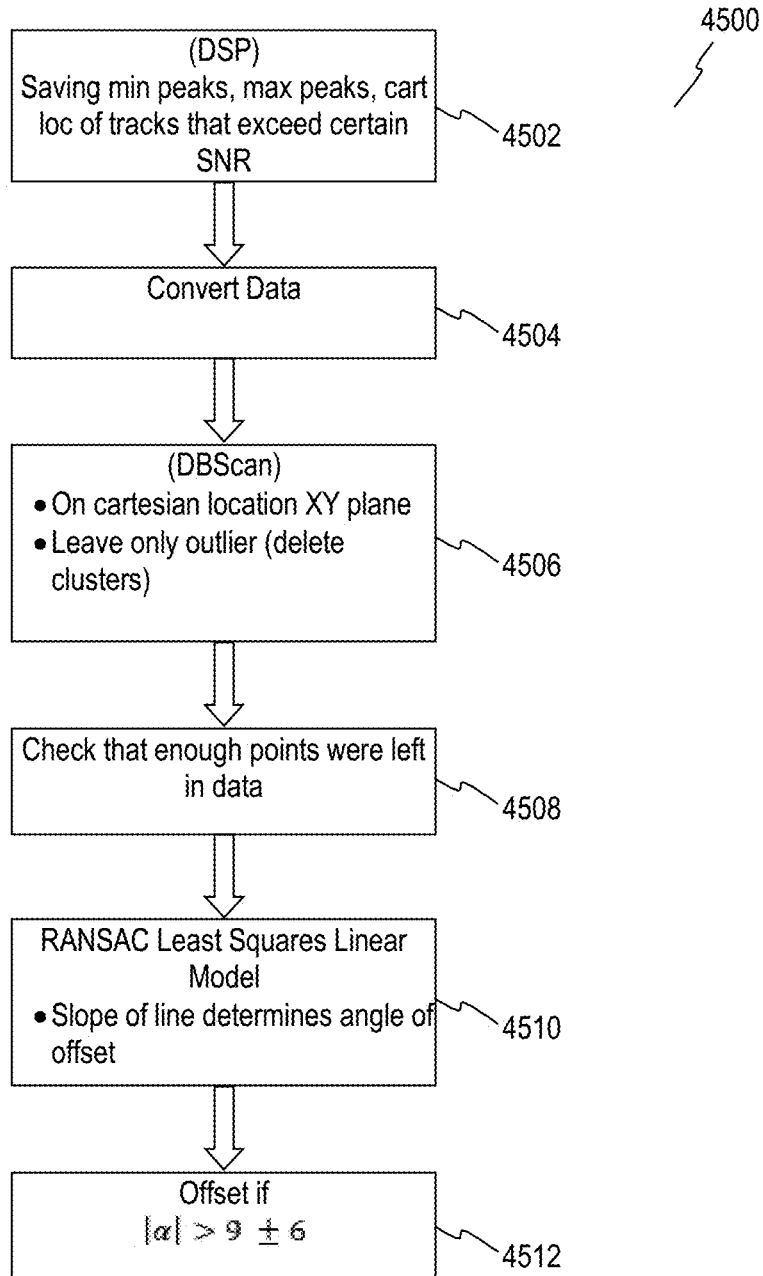 4500
(DSP)
Saving min peaks, max peaks, cart
loc of tracks that exceed certain
SNR
4502
Convert Data
4504
(DBScan)
• On cartesian location XY plane
• Leave only outlier (delete
clusters)
4506
Check that enough points were left
in data
4508
RANSAC Least Squares Linear
Model
• Slope of line determines angle of
offset
4510
Offset if
|α| > 9 ± 6
4512